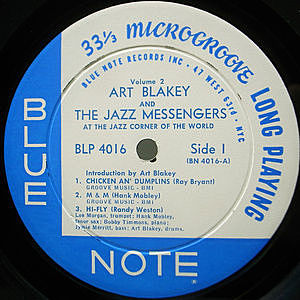 33⅓ MICROGROOVE LONG PLAYING
BLUE NOTE RECORDS INC • 47 WEST 63rd • NYC
Volume 2
ART BLAKEY
AND
THE JAZZ MESSENGERS
AT THE JAZZ CORNER OF THE WORLD
BLP 4016 Side 1
(BN 4016-A)
Introduction by Art Blakey
1. CHICKEN AN' DUMPLINS (Ray Bryant)
GROOVE MUSIC - BMI
2. M & M (Hank Mobley)
GROOVE MUSIC - BMI
3. HI-FLY (Randy Weston)
Lee Morgan, trumpet; Hank Mobley,
tenor sax; Bobby Timmons, piano;
Jymie Merritt, bass; Art Blakey, drums.
BLUE
NOTE